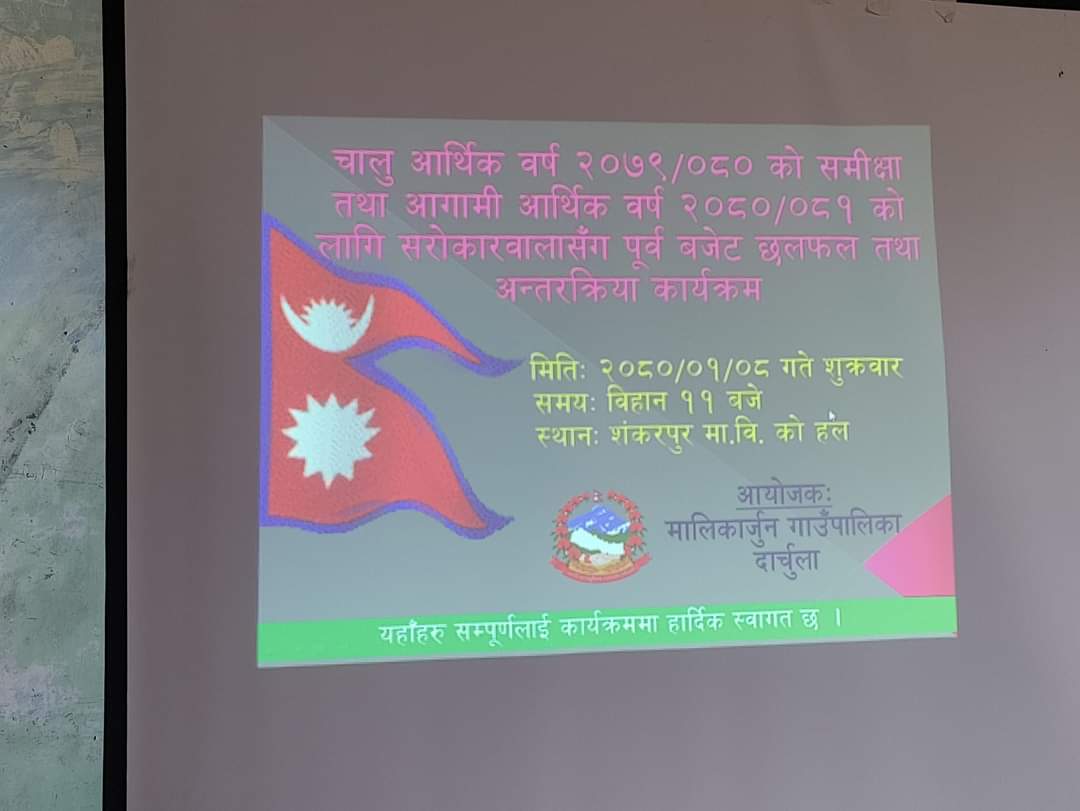 चालु आर्थिक वर्ष २०७९/०८० को समीक्षा
तथा आगामी आर्थिक वर्ष २०८०/०८१ को
लागि सरोकारवालासँग पूर्व बजेट छलफल तथा
अन्तरक्रिया कार्यक्रम
मितिः २०८०/०१/०८ गते शुक्रवार
समयः विहान ११ बजे
स्थानः शंकरपुर मा.वि. को हल
आयोजकः
मालिकार्जुन गाउँपालिका
दार्चुला
यहाँहरु सम्पूर्णलाई कार्यक्रममा हार्दिक स्वागत छ ।